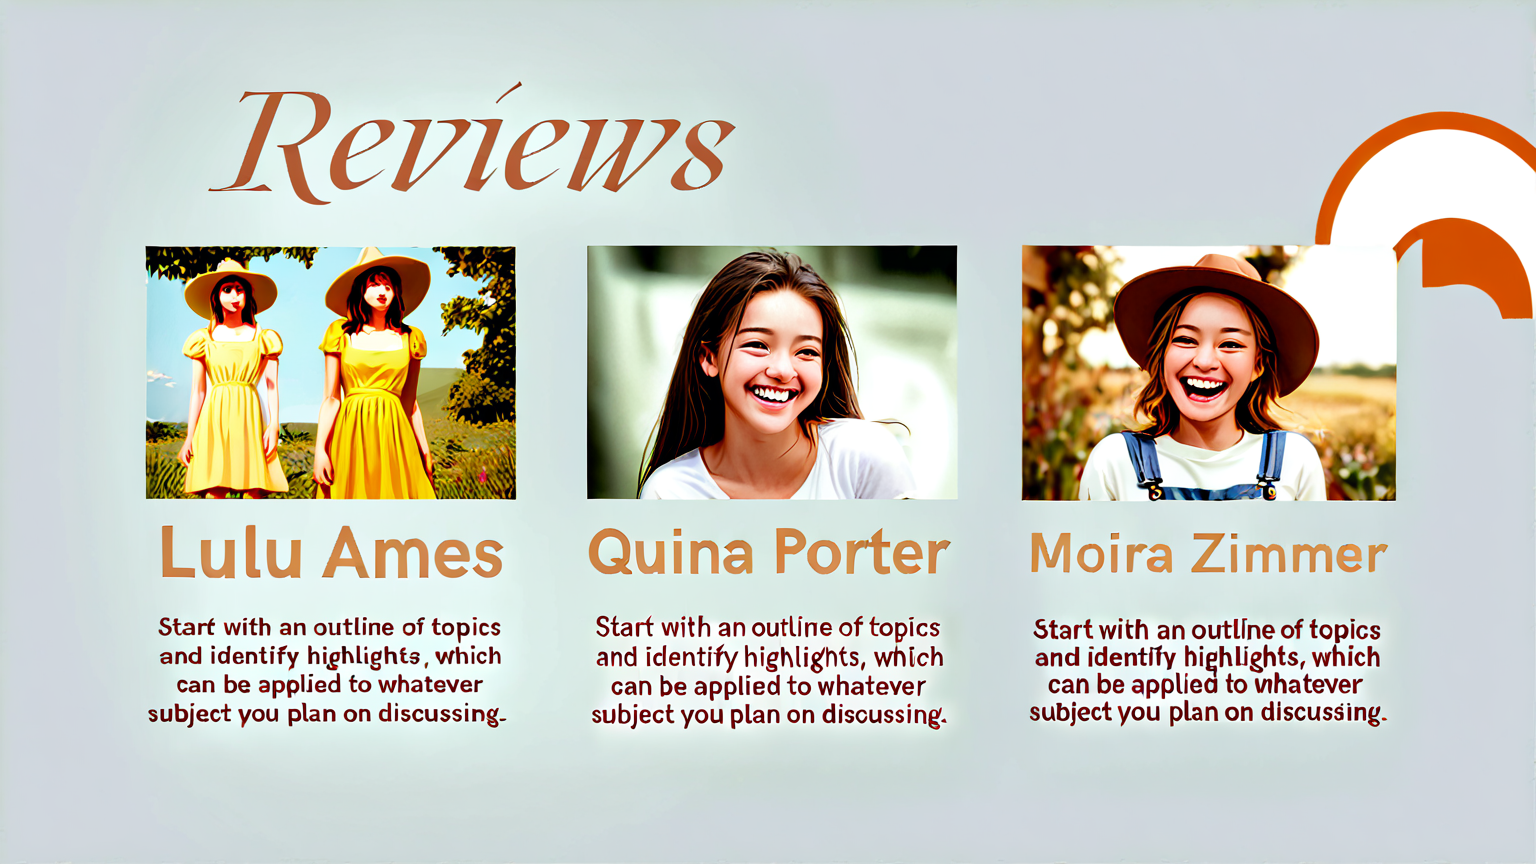 Reviews
Lulu Ames
Start with an outline of topics
and identify highlights, which
can be applied to whatever
subject you plan on discussing.
Quina Porter
Start with an outline of topics
and identify highlights, which
can be applied to whatever
subject you plan on discussing.
Moira Zimmer
Start with an outline of topics
and identify highlights, which
can be applied to whatever
subject you plan on discussing.